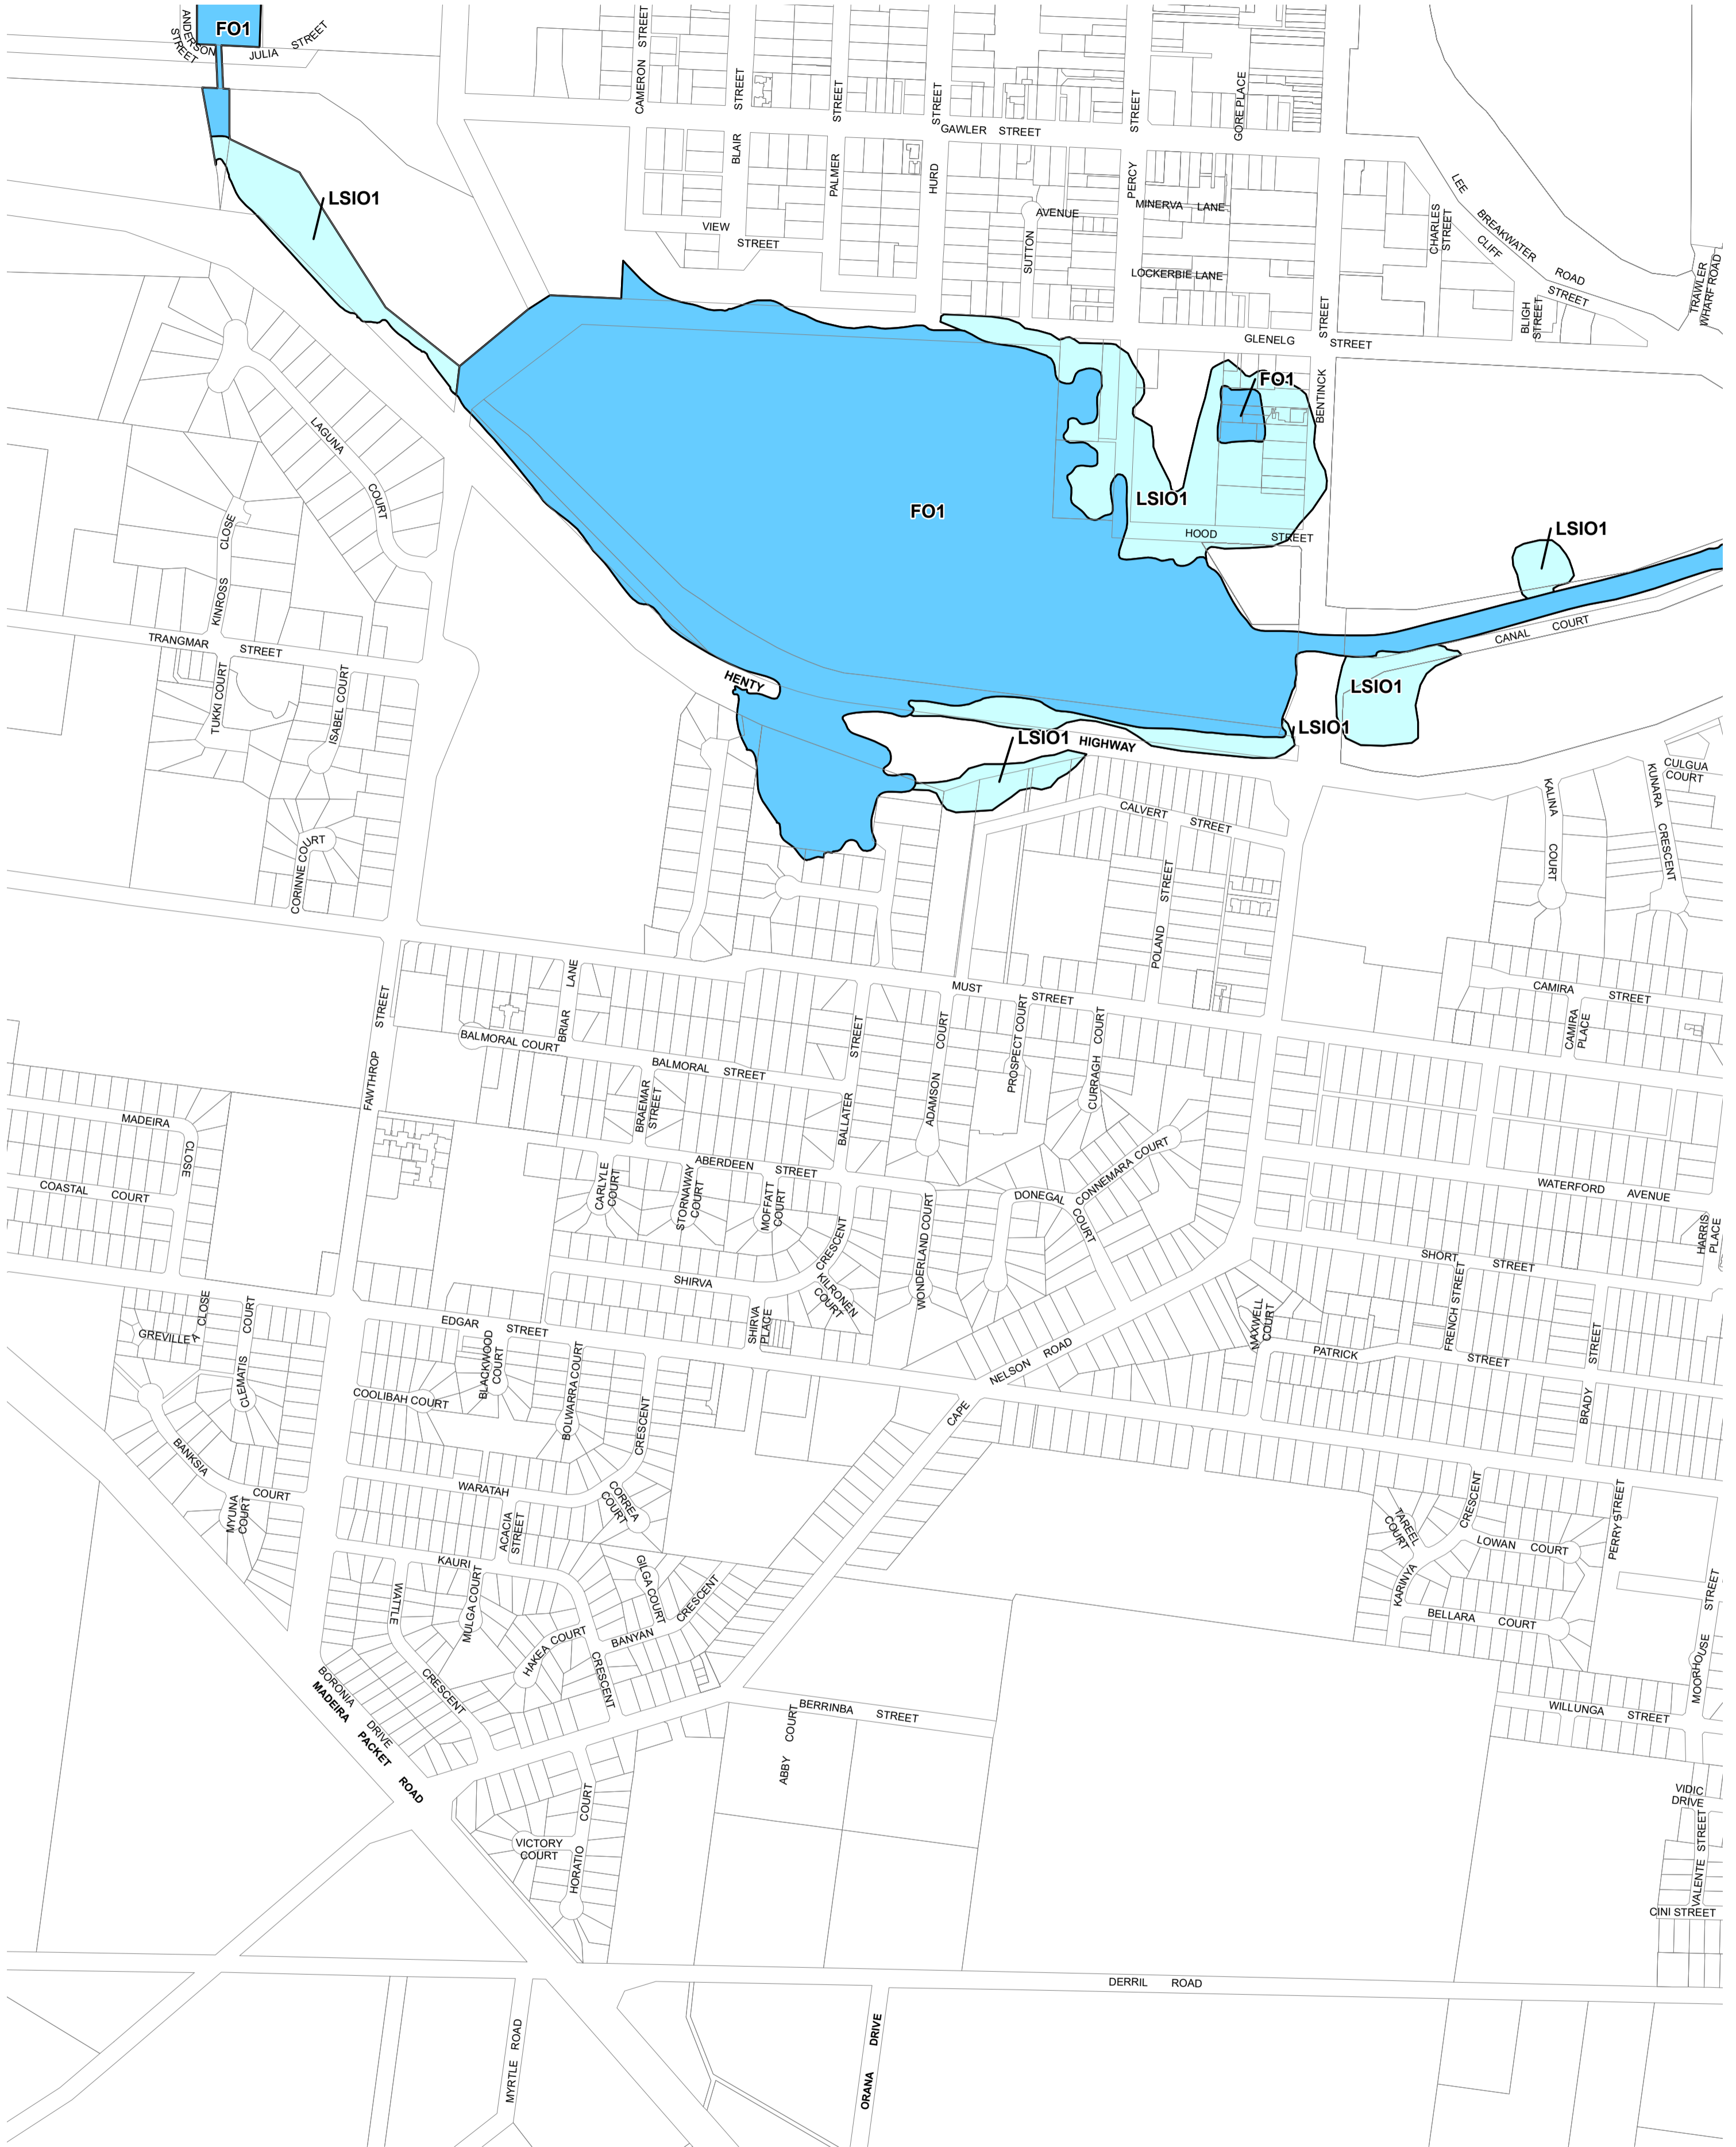 FO1
ANDERSON
STREET
JULIA STREET
CAMERON STREET
STREET
STREET
STREET
STREET
GORE PLACE
GAWLER STREET
BLAIR
PALMER
HURD
PERCY
MINERVA LANE
LSIO1
VIEW
STREET
AVENUE
SUTTON
LOCKERBIE LANE
CHARLES
STREET
LEE BREAKWATER ROAD
CLIFF STREET
TRAWLER
WHARF ROAD
BLIGH
STREET
GLENELG STREET
BENTINCK STREET
FO1
LAGUNA COURT
LSIO1
FO1
HOOD STREET
LSIO1
KINROSS CLOSE
TRANGMAR STREET
CANAL COURT
TUKKI COURT
ISABEL COURT
HENTY
LSIO1
LSIO1
LSIO1
HIGHWAY
CULGUA
COURT
KALINA COURT
KUNARA CRESCENT
CALVERT STREET
POLAND STREET
CORINNE COURT
MUST STREET
CAMIRA STREET
CAMIRA
PLACE
FAWTHROP STREET
BRIAR LANE
BALMORAL COURT
BALMORAL STREET
BRAEMAR
STREET
BALLATER STREET
ADAMSON COURT
PROSPECT COURT
CURRAGH COURT
MADEIRA CLOSE
COASTAL COURT
ABERDEEN STREET
CARLYLE
COURT
STORNAWAY
COURT
MOFFATT
COURT
CONNEMARA COURT
DONEGAL COURT
WATERFORD AVENUE
HARRIS
PLACE
WONDERLAND COURT
SHIRVA CRESCENT
KILRONEN
COURT
SHIRVA
PLACE
SHORT STREET
FRENCH STREET
MAXWELL
COURT
PATRICK STREET
BRADY STREET
GREVILLEA CLOSE
CLEMATIS COURT
EDGAR STREET
BLACKWOOD
COURT
BOLWARRA COURT
COOLIBAH COURT
CAPE NELSON ROAD
BANKSIA COURT
MYUNA
COURT
WARATAH CRESCENT
CORREA
COURT
ACACIA
STREET
TAREEL
COURT
KARINYA CRESCENT
LOWAN COURT
PERRY STREET
KAURI CRESCENT
WATTLE CRESCENT
MULGA COURT
GILGA COURT
HAKEA COURT
BANYAN CRESCENT
BELLARA COURT
MOORHOUSE STREET
BORONIA DRIVE
MADEIRA PACKET ROAD
BERRINBA STREET
ABBY COURT
WILLUNGA STREET
VIDIC
DRIVE
VALENTE STREET
VICTORY
COURT
HORATIO COURT
CINI STREET
DERRIL ROAD
MYRTLE ROAD
ORANA DRIVE